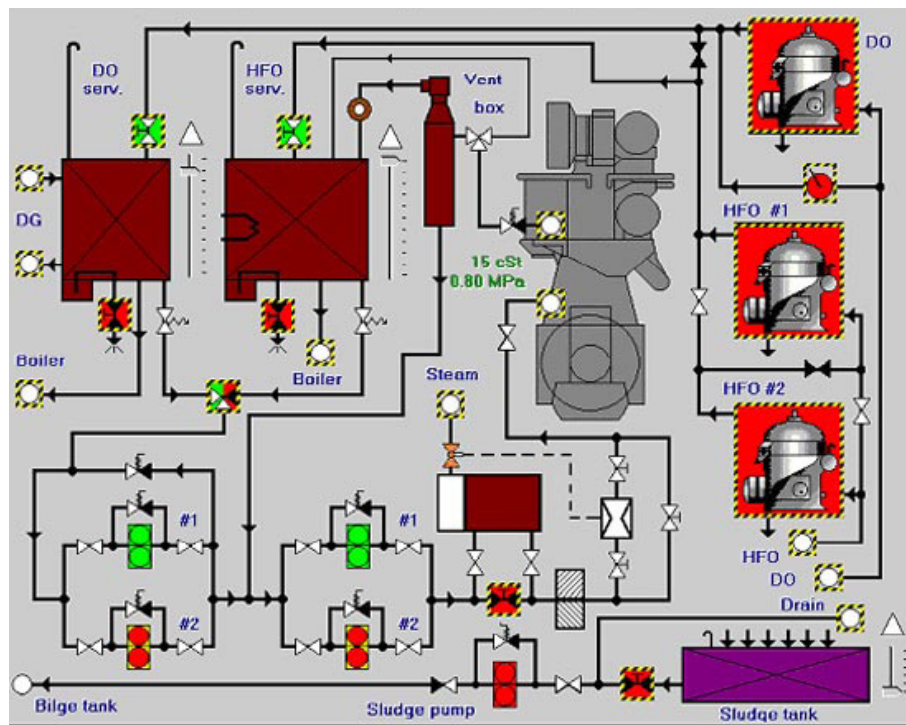 DO
serv.
HFO
serv.
Vent
box
DO
DG
HFO #1
15 cSt
0.80 MPa
Boiler
Boiler
Steam
HFO #2
#1
#1
HFO
DO
#2
#2
Drain
Bilge tank
Sludge pump
Sludge tank